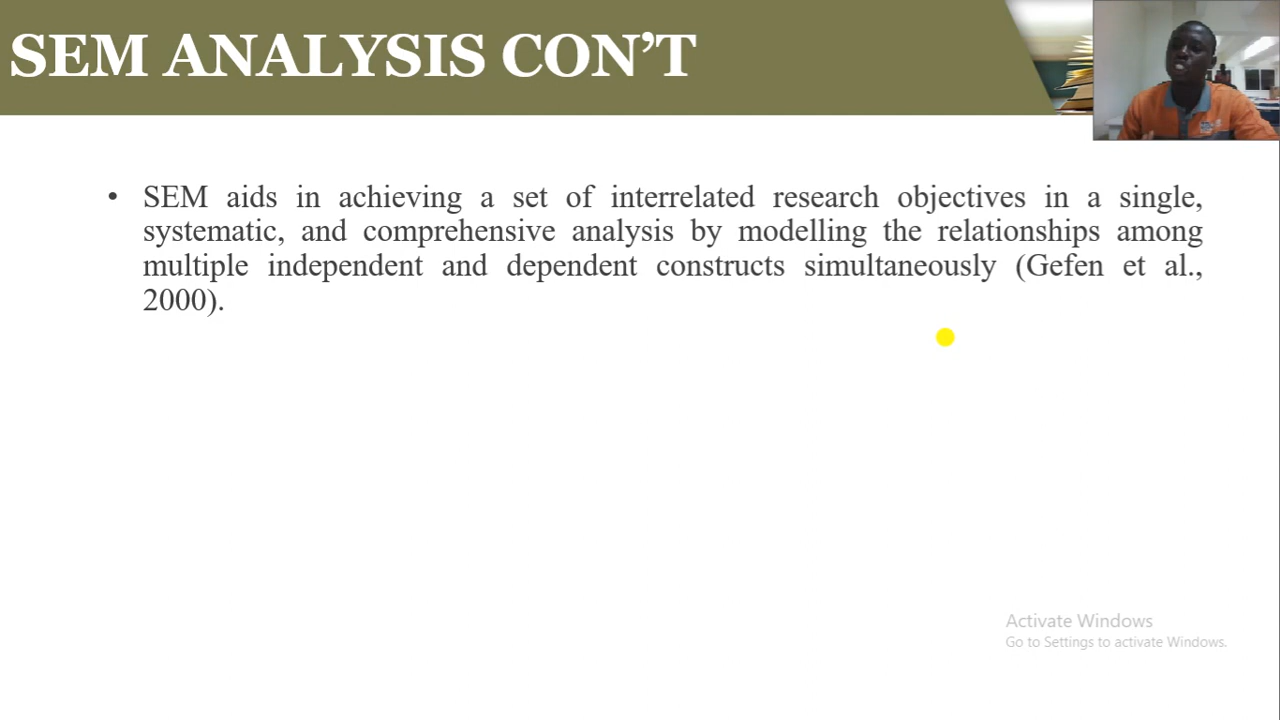 SEM ANALYSIS CON’T
• SEM aids in achieving a set of interrelated research objectives in a single,
systematic, and comprehensive analysis by modelling the relationships among
multiple independent and dependent constructs simultaneously (Gefen et al.,
2000).
Activate Windows
Go to Settings to activate Windows.